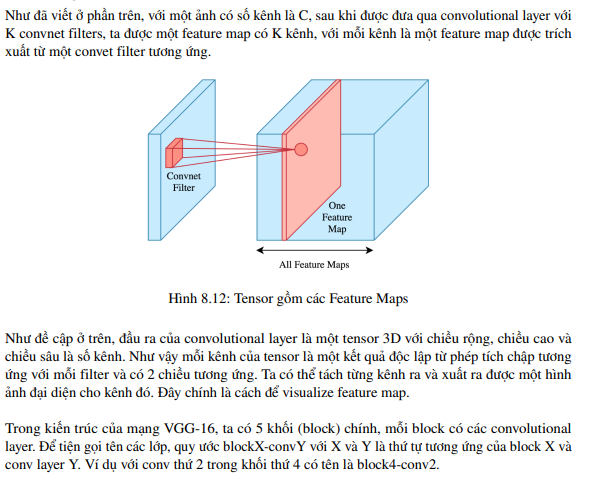 Như đã viết ở phần trên, với một ảnh có số kênh là C, sau khi được đưa qua convolutional layer với
K convnet filters, ta được một feature map có K kênh, với mỗi kênh là một feature map được trích
xuất từ một convet filter tương ứng.
Convnet
Filter
One
Feature
Map
All Feature Maps
Hình 8.12: Tensor gồm các Feature Maps
Như đề cập ở trên, đầu ra của convolutional layer là một tensor 3D với chiều rộng, chiều cao và
chiều sâu là số kênh. Như vậy mỗi kênh của tensor là một kết quả độc lập từ phép tích chập tương
ứng với mỗi filter và có 2 chiều tương ứng. Ta có thể tách từng kênh ra và xuất ra được một hình
ảnh đại diện cho kênh đó. Đây chính là cách để visualize feature map.
Trong kiến trúc của mạng VGG-16, ta có 5 khối (block) chính, mỗi block có các convolutional
layer. Để tiện gọi tên các lớp, quy ước blockX-convY với X và Y là thứ tự tương ứng của block X và
conv layer Y. Ví dụ với conv thứ 2 trong khối thứ 4 có tên là block4-conv2.